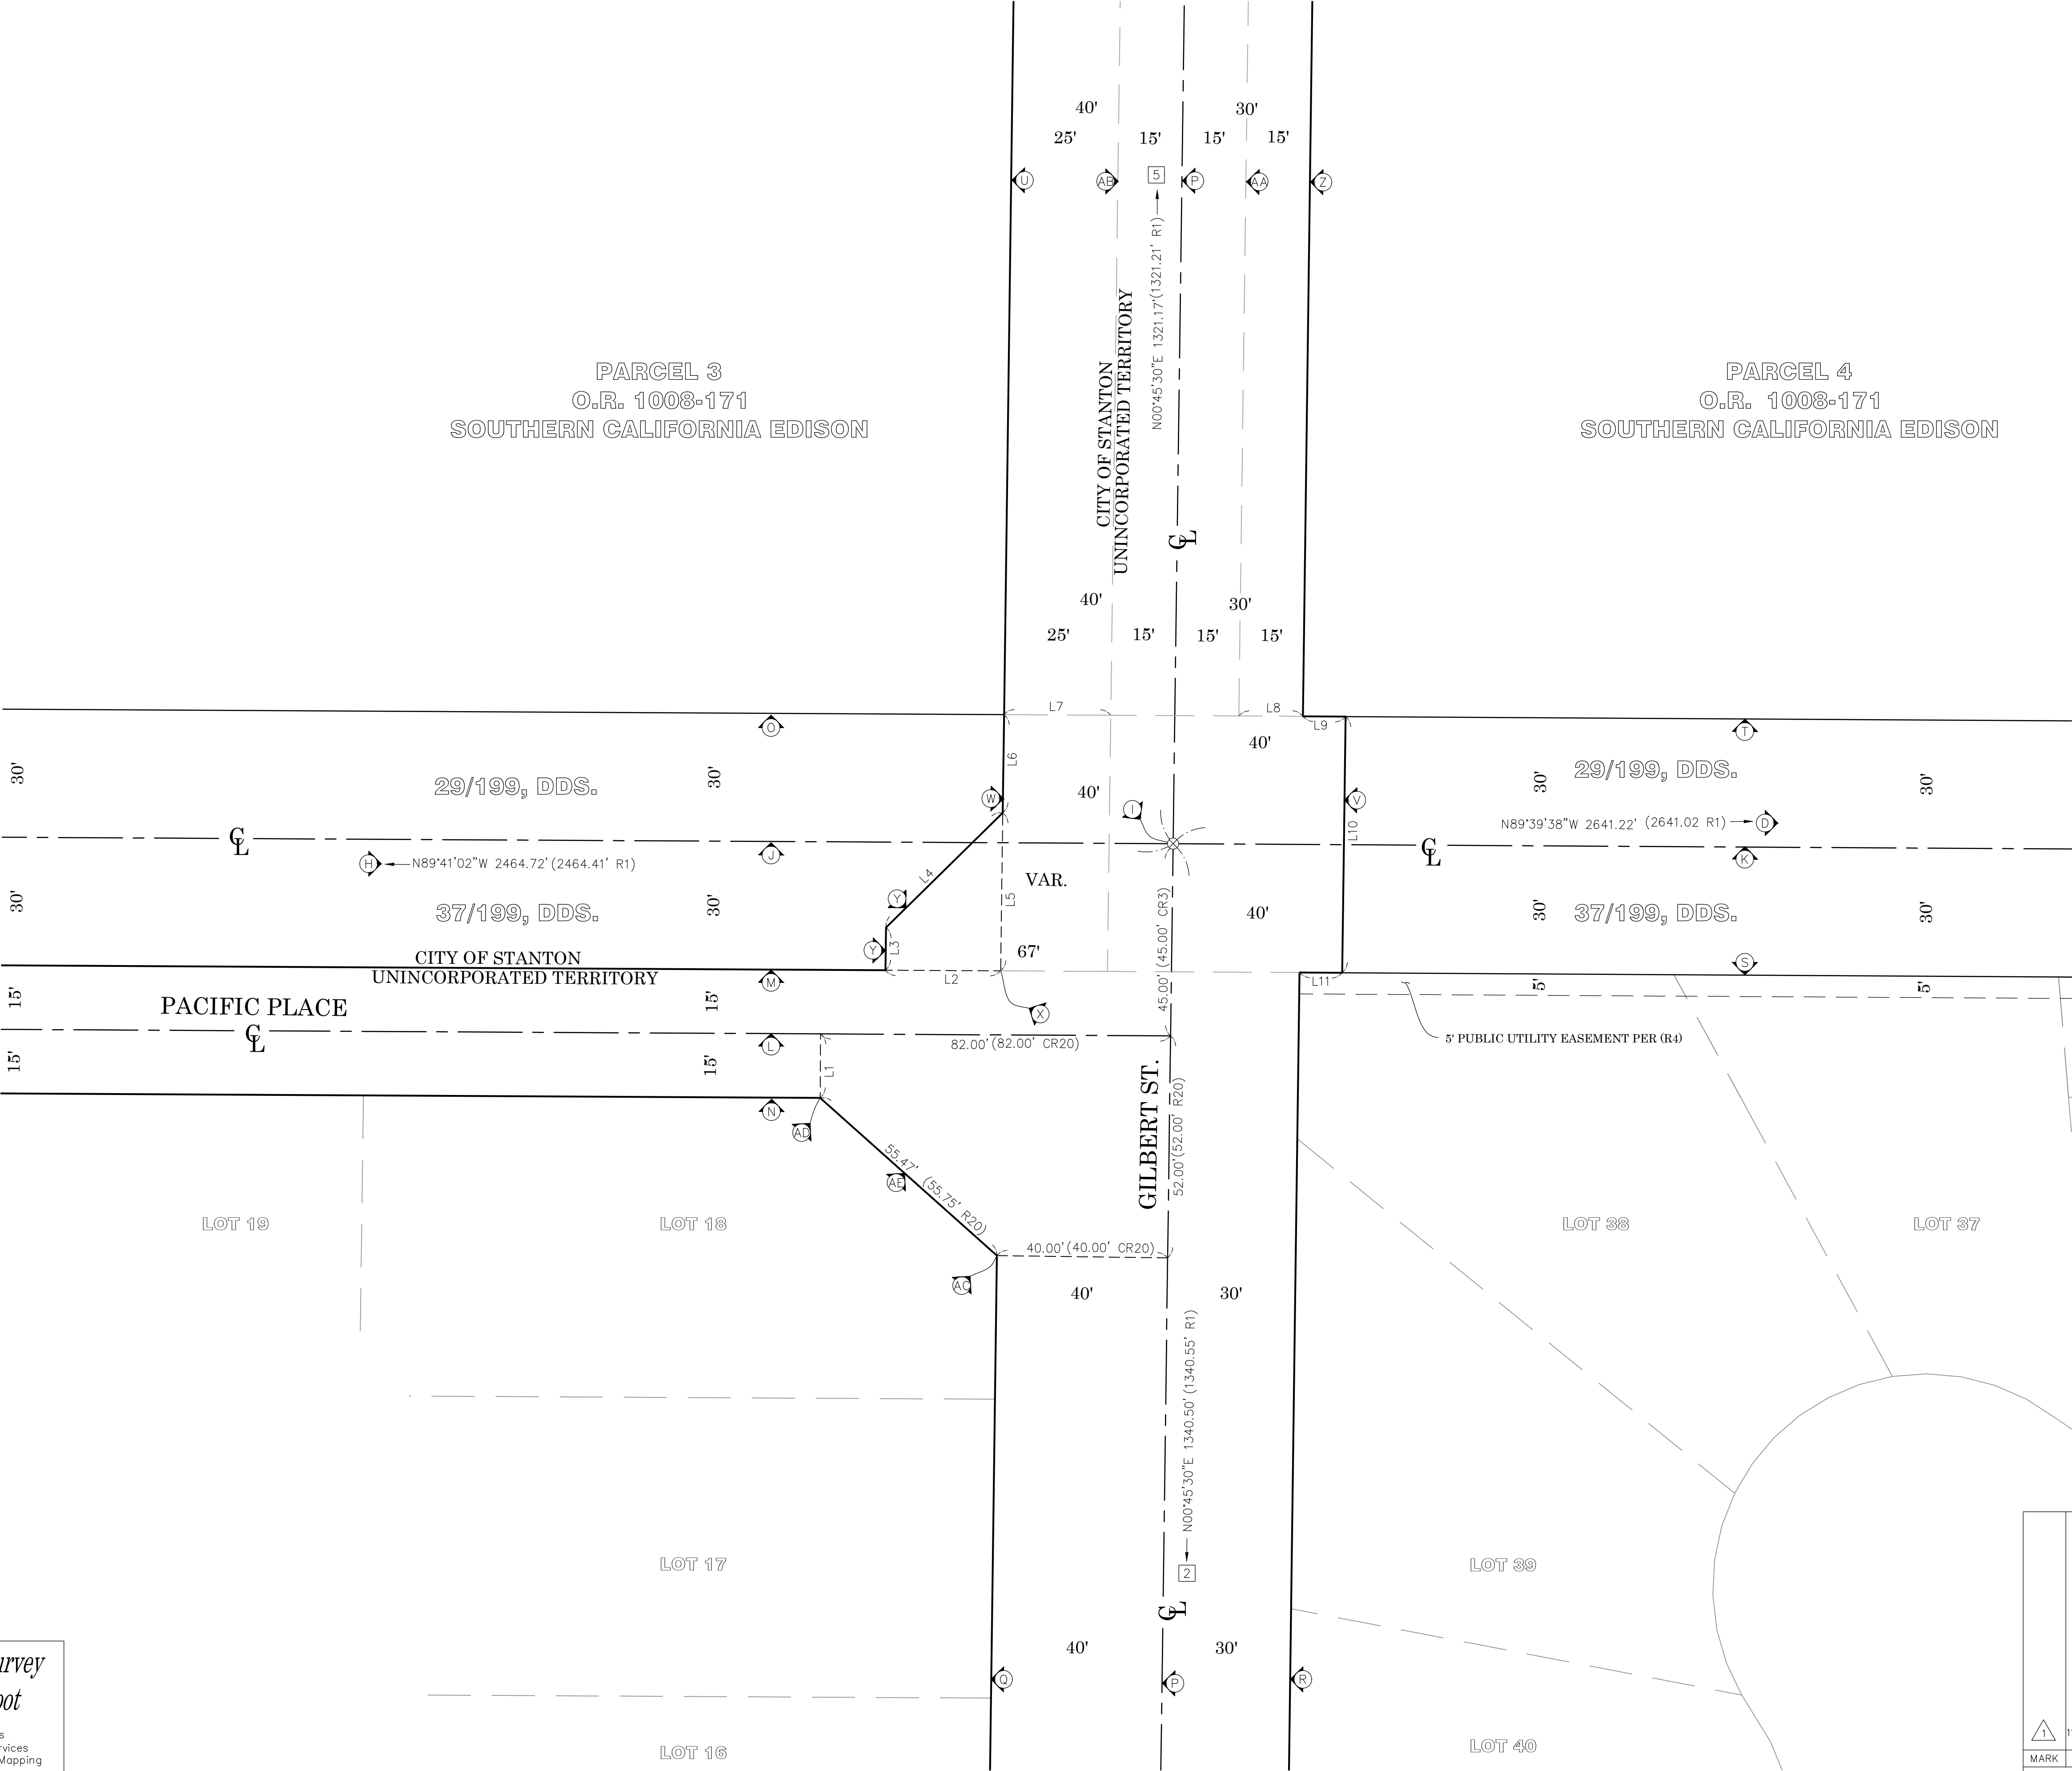 40' 30'
25' 15' 15' 15'
5
U AB P AA Z
N00°45'30"E 1321.17'(1321.21' R1)
CITY OF STANTON
UNINCORPORATED TERRITORY
PARCEL 3
O.R. 1008-171
SOUTHERN CALIFORNIA EDISON
PARCEL 4
O.R. 1008-171
SOUTHERN CALIFORNIA EDISON
CL
40' 30'
25' 15' 15' 15'
L7 L8
L9
O T
40'
L6
30' 29/199, DDS. 30'
30' 29/199, DDS. 30'
W 40' I V
N89°39'38"W 2641.22' (2641.02 R1) D
L10
CL J CL K
H N89°41'02"W 2464.72'(2464.41' R1)
L4 VAR.
Y L5
30' 37/199, DDS. 30'
40' 30' 37/199, DDS. 30'
Y L3 67'
45.00' (45.00' CR3)
CITY OF STANTON
UNINCORPORATED TERRITORY
M L2 L11 S
15' PACIFIC PLACE 15'
5' 5'
X
CL L
82.00'(82.00' CR20)
5' PUBLIC UTILITY EASEMENT PER (R4)
15' 15' L1
GILBERT ST.
52.00'(52.00' R20)
N AD
55.47' (55.75' R20)
AE
LOT 19 LOT 18 LOT 38 LOT 37
40.00'(40.00' CR20)
AC
40' 30'
N00°45'30"E 1340.50' (1340.55' R1)
2
LOT 17 LOT 39
CL
40' 30'
Q P R
LOT 16 LOT 40
urvey
oot
s
rvices
Mapping
1
MARK